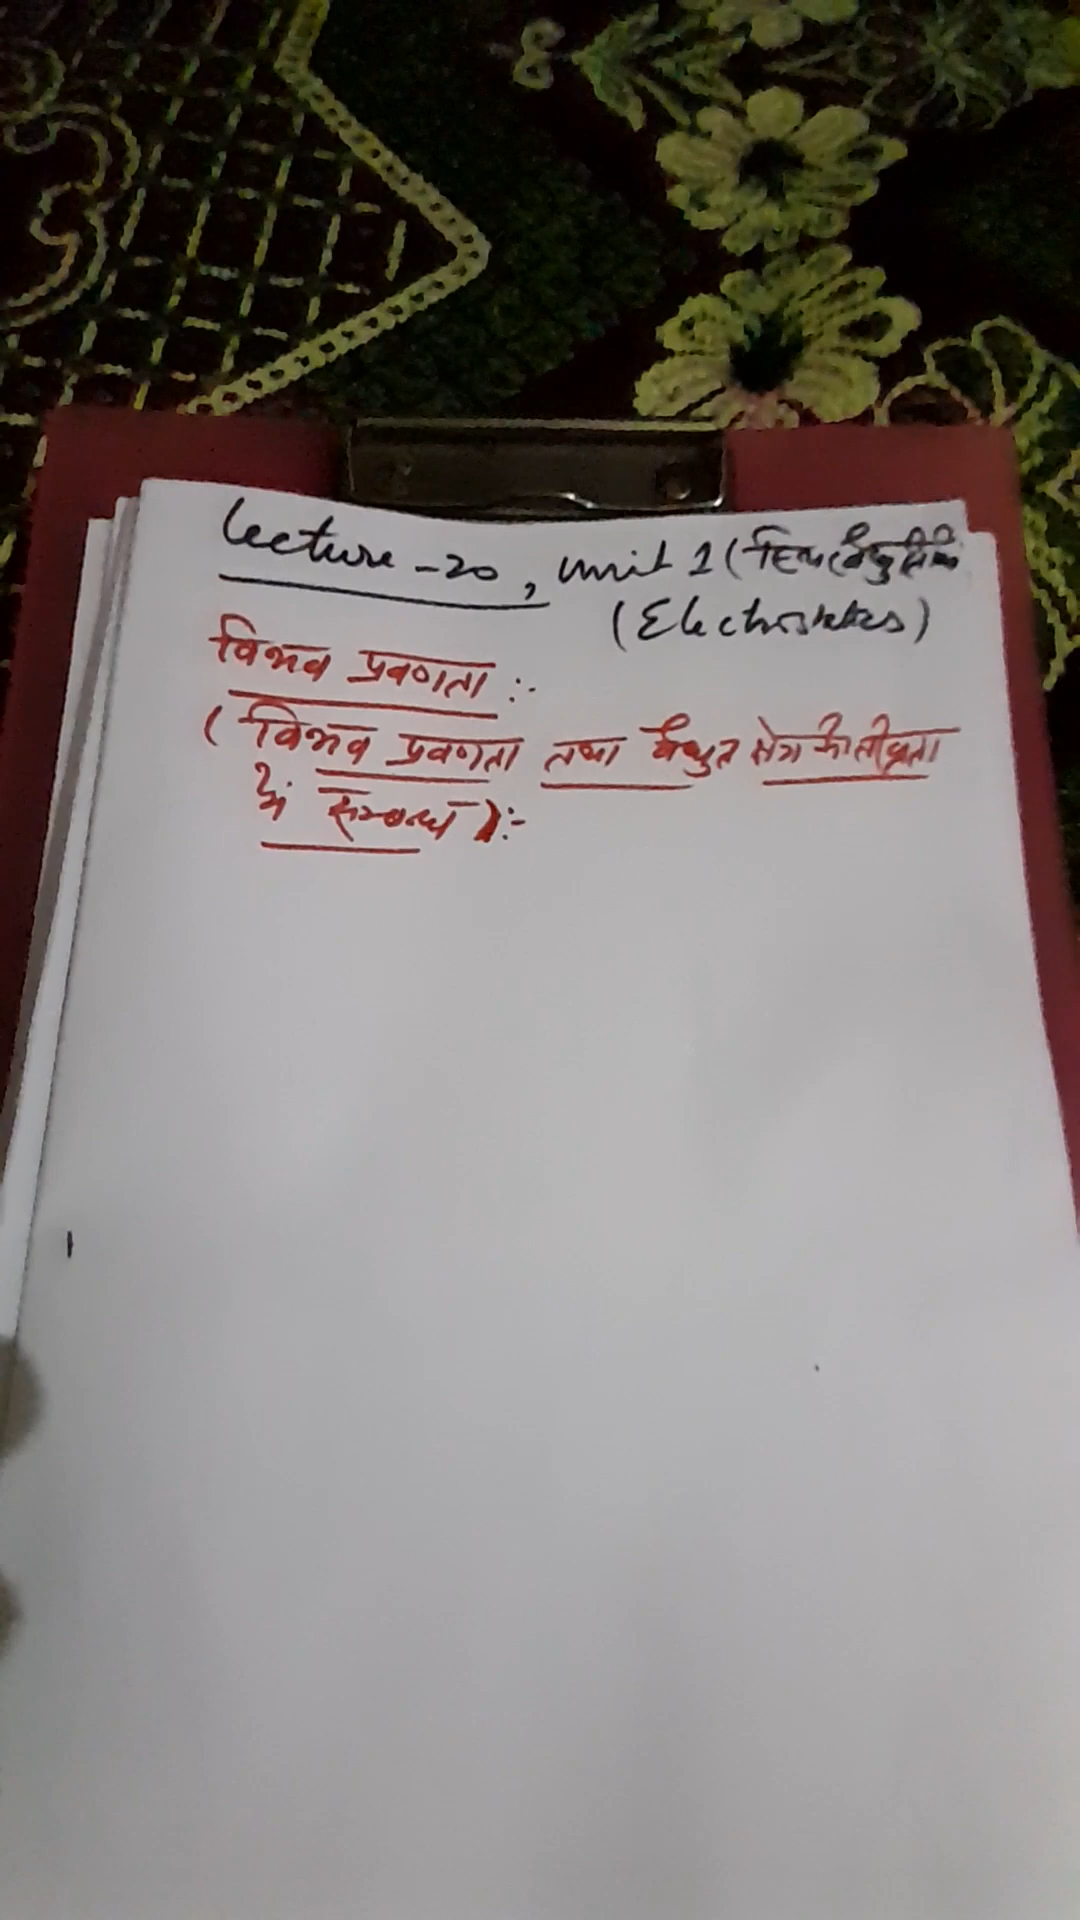 Lecture - 20, unit 1 (स्थिरवैद्युतिकी
(Electrostatics)
विभव प्रवणता :-
(विभव प्रवणता तथा वैद्युत क्षेत्र की तीव्रता
में सम्बन्ध) :-